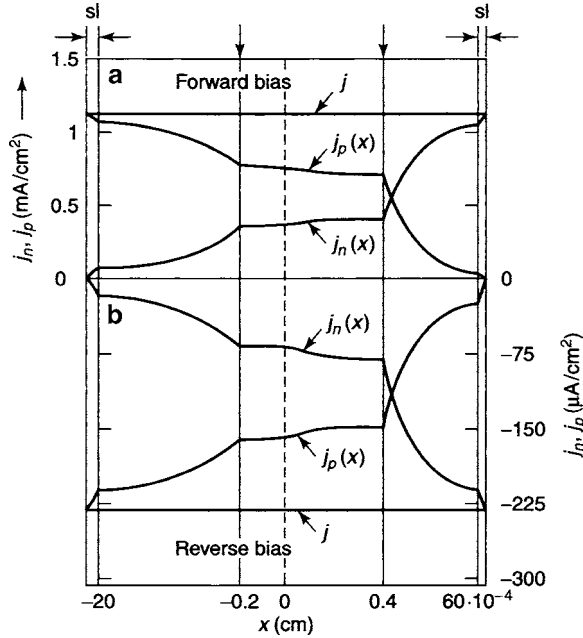 sl
sl
1.5
a
Forward bias
j
1
j_p(x)
0.5
j_n(x)
0
0
j_n, j_p (mA/cm²)
b
j_n(x)
-75
-150
j_p(x)
-225
j
Reverse bias
-300
j_n, j_p (μA/cm²)
-20
-0.2
0
0.4
60·10⁻⁴
x (cm)